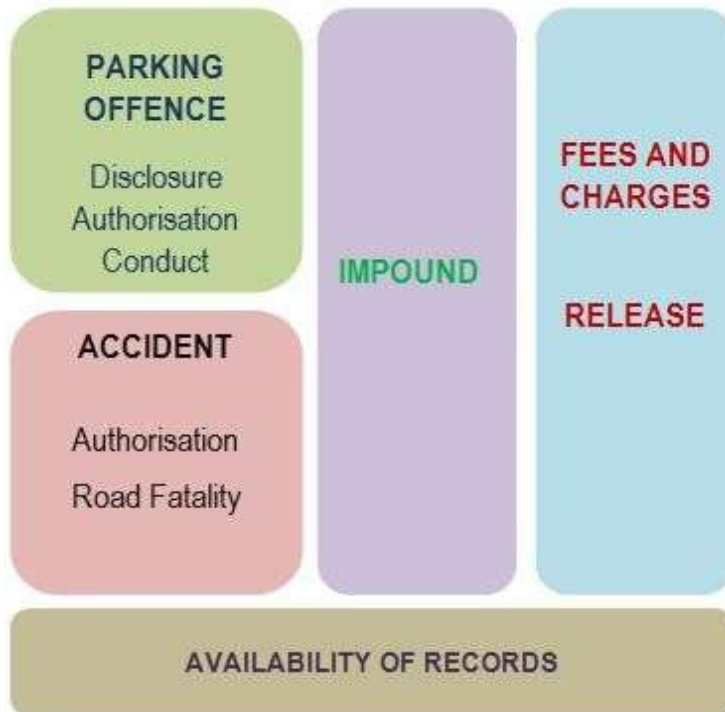 PARKING
OFFENCE
Disclosure
Authorisation
Conduct
ACCIDENT
Authorisation
Road Fatality
IMPOUND
FEES AND
CHARGES
RELEASE
AVAILABILITY OF RECORDS